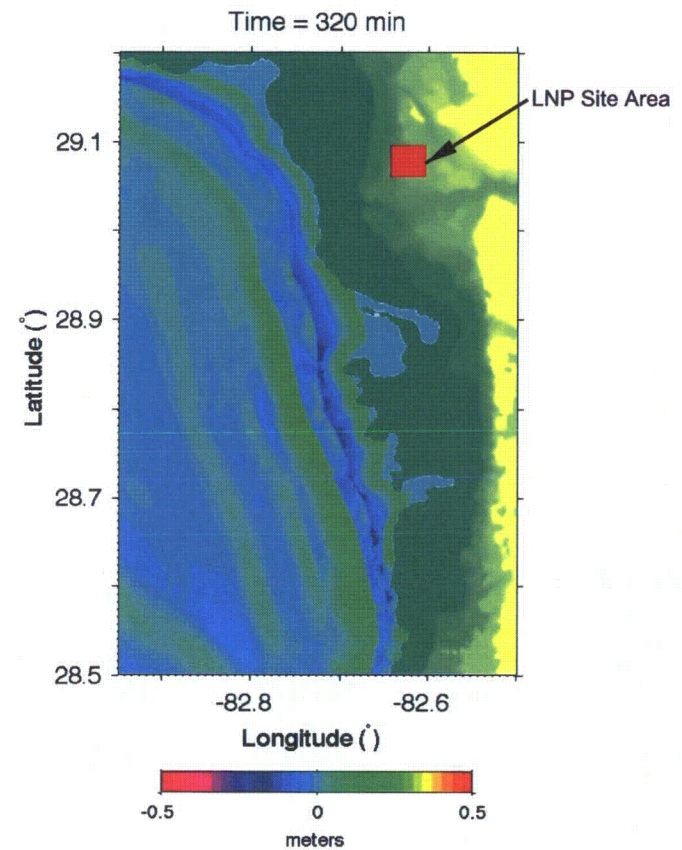 Time = 320 min
LNP Site Area
29.1
28.9
28.7
28.5
Latitude (°)
-82.8 -82.6
Longitude (°)
-0.5 0 0.5
meters